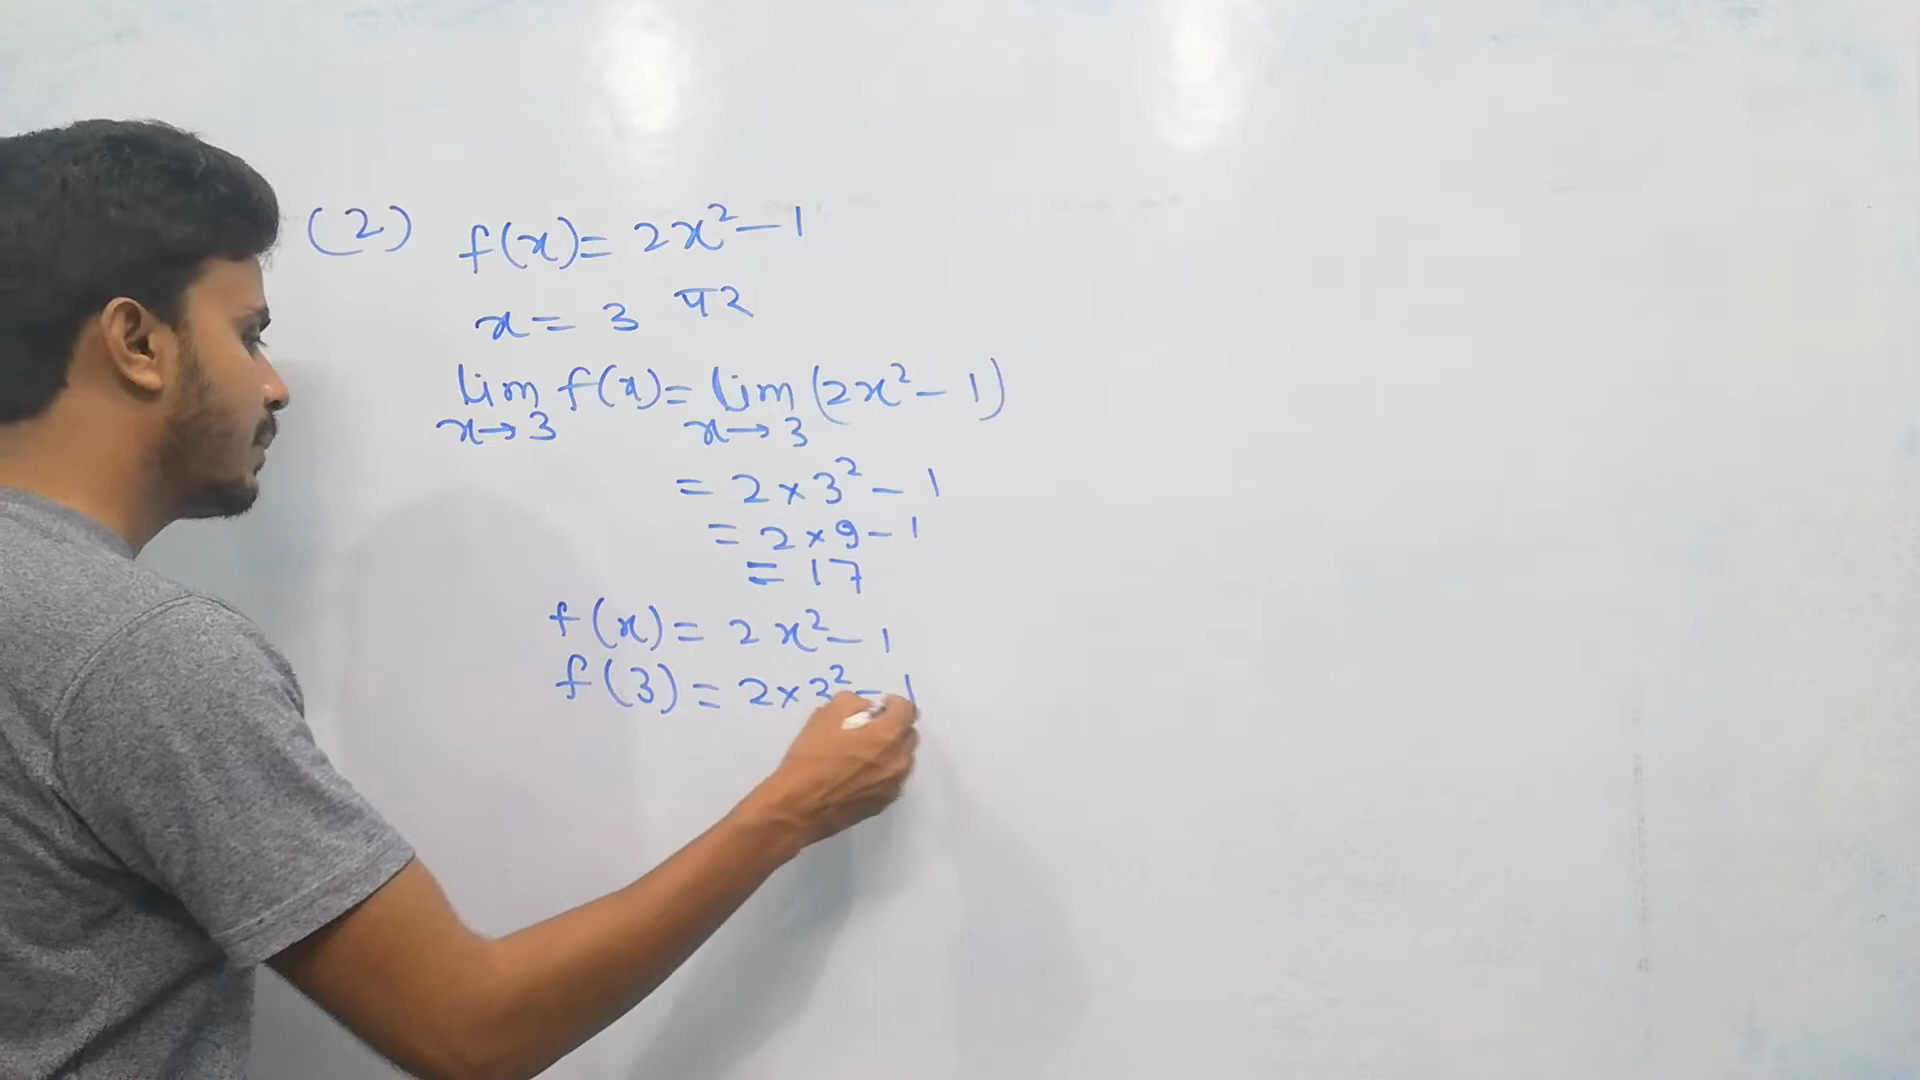 (2) f(x) = 2x² - 1
x = 3 पर
lim f(x) = lim (2x² - 1)
x→3 x→3
= 2 × 3² - 1
= 2 × 9 - 1
= 17
f(x) = 2x² - 1
f(3) = 2 × 3² - 1